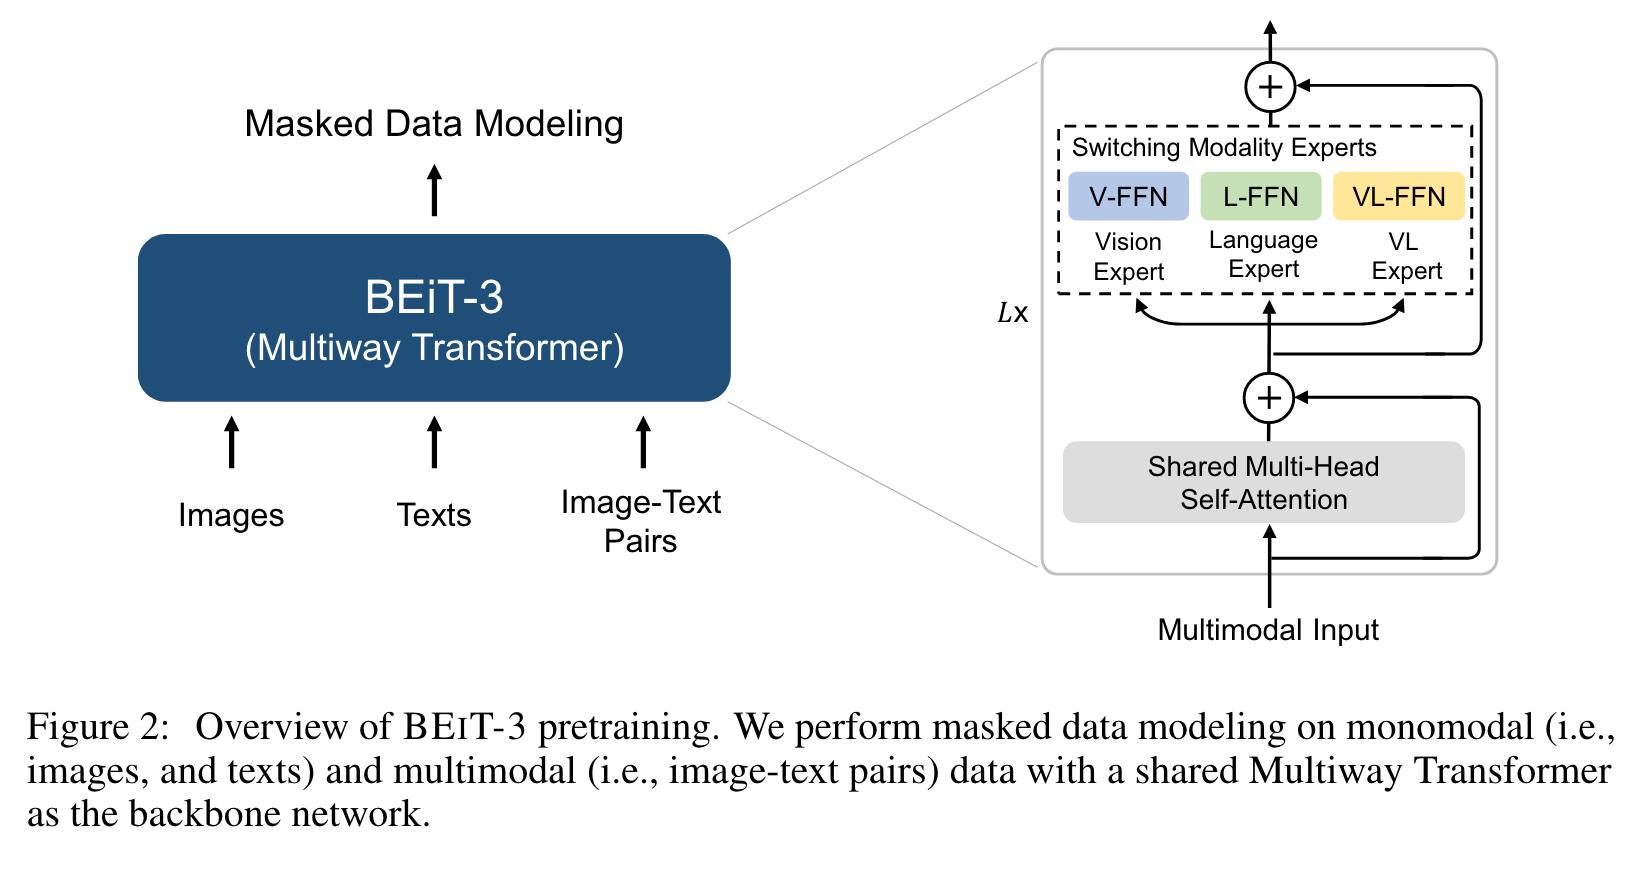 Masked Data Modeling
BEiT-3
(Multiway Transformer)
Images
Texts
Image-Text
Pairs
Switching Modality Experts
V-FFN
L-FFN
VL-FFN
Vision
Expert
Language
Expert
VL
Expert
Lx
Shared Multi-Head
Self-Attention
Multimodal Input
Figure 2: Overview of BEIT-3 pretraining. We perform masked data modeling on monomodal (i.e.,
images, and texts) and multimodal (i.e., image-text pairs) data with a shared Multiway Transformer
as the backbone network.